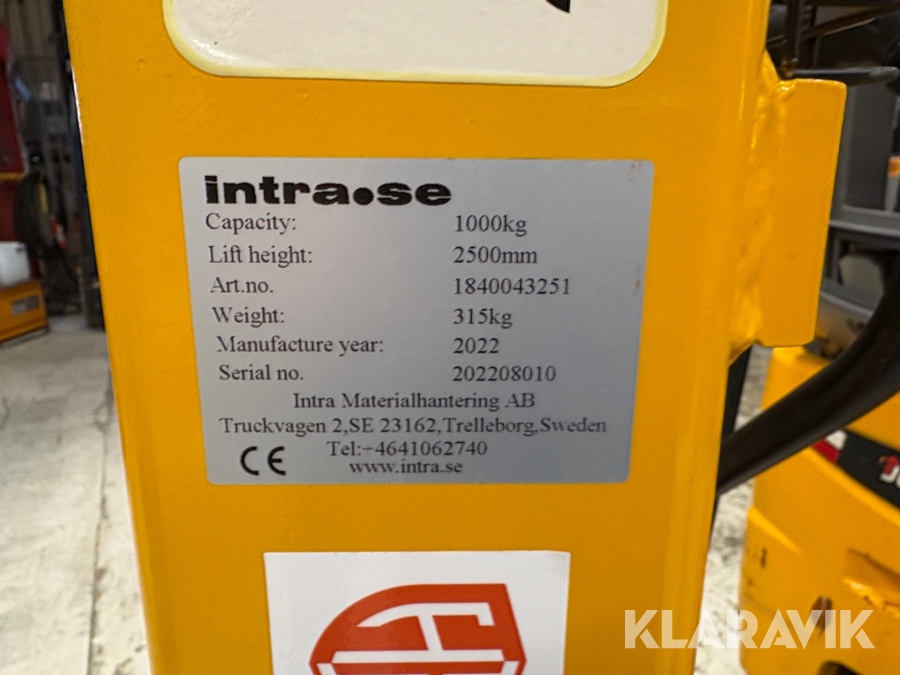 intra.se
Capacity: 1000kg
Lift height: 2500mm
Art.no. 1840043251
Weight: 315kg
Manufacture year: 2022
Serial no. 202208010
Intra Materialhantering AB
Truckvagen 2,SE 23162,Trelleborg,Sweden
CE
Tel:+4641062740
www.intra.se
KLARAVIK